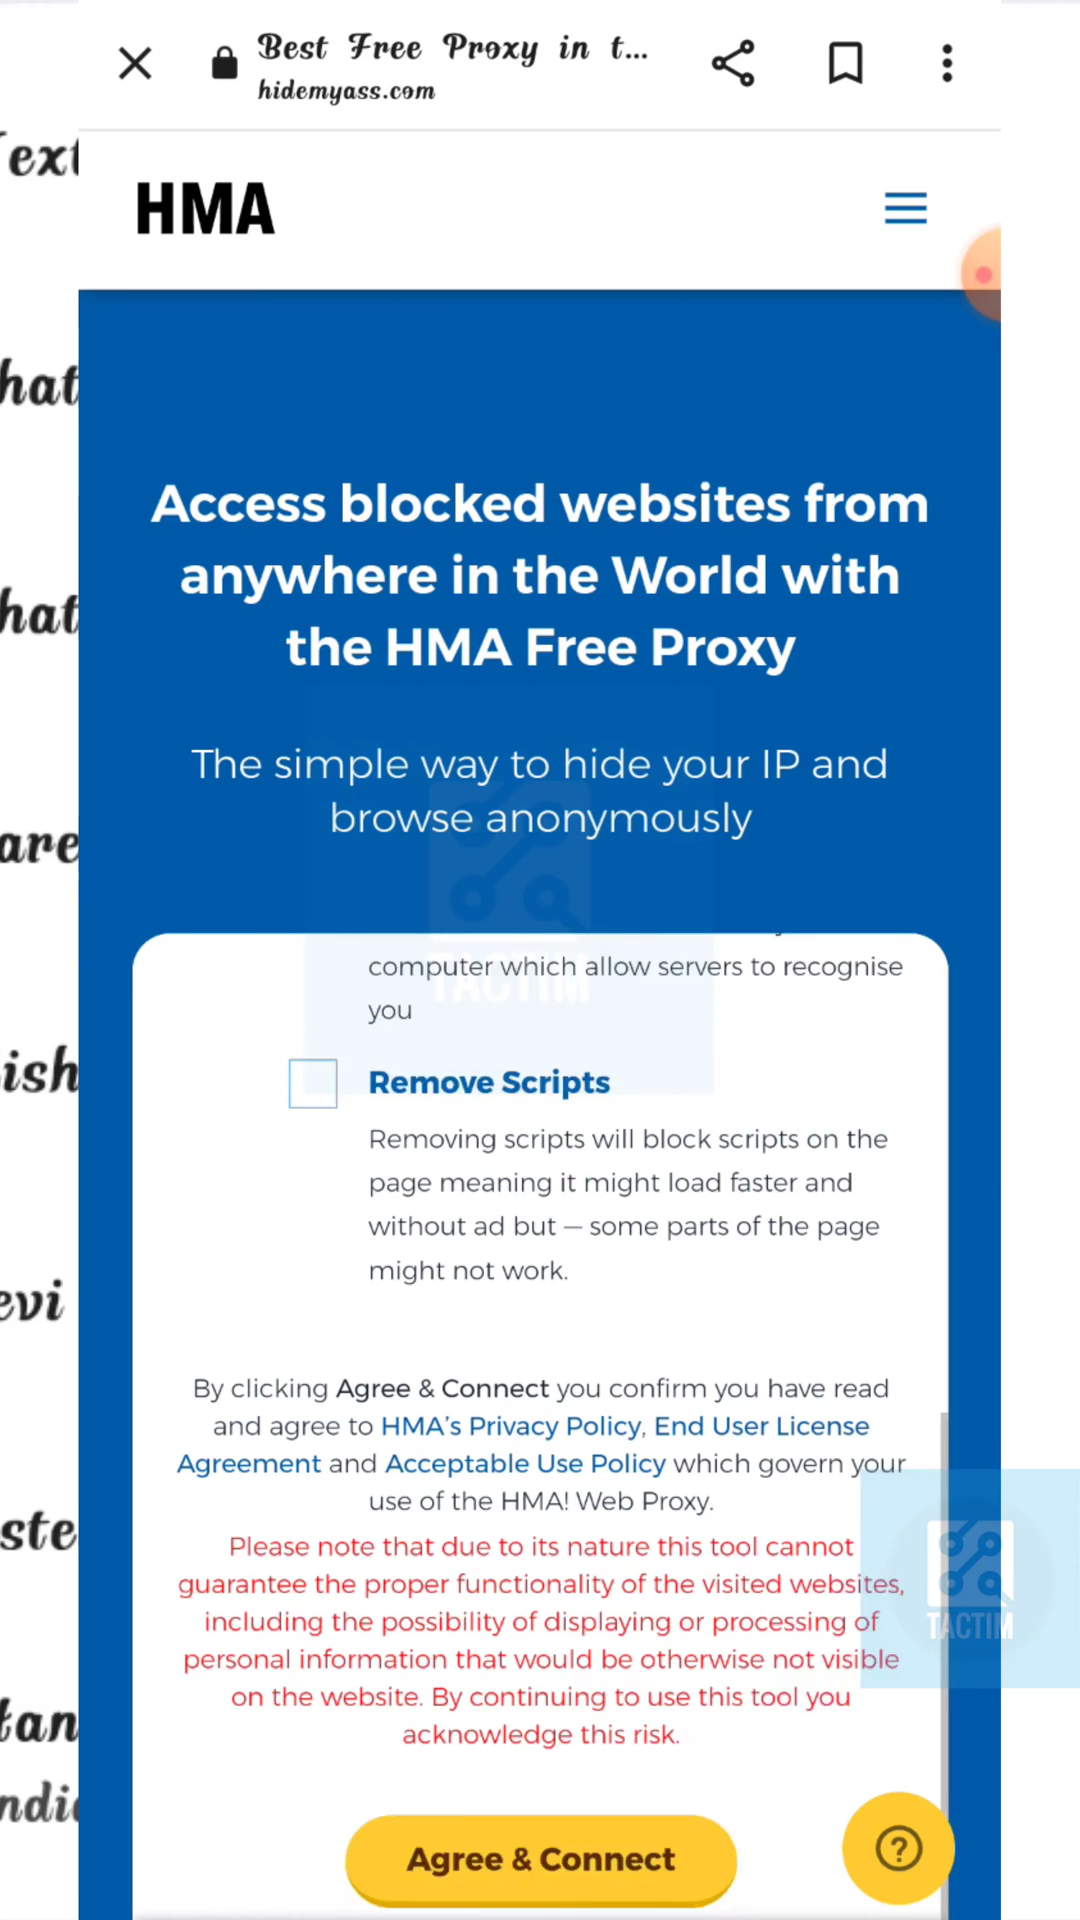 Best Free Proxy in t...
hidemyass.com
HMA
Access blocked websites from
anywhere in the World with
the HMA Free Proxy
The simple way to hide your IP and
browse anonymously
computer which allow servers to recognise
you
Remove Scripts
Removing scripts will block scripts on the
page meaning it might load faster and
without ad but — some parts of the page
might not work.
By clicking Agree & Connect you confirm you have read
and agree to HMA's Privacy Policy, End User License
Agreement and Acceptable Use Policy which govern your
use of the HMA! Web Proxy.
Please note that due to its nature this tool cannot
guarantee the proper functionality of the visited websites,
including the possibility of displaying or processing of
personal information that would be otherwise not visible
on the website. By continuing to use this tool you
acknowledge this risk.
Agree & Connect
?
TACTIM
TACTIM